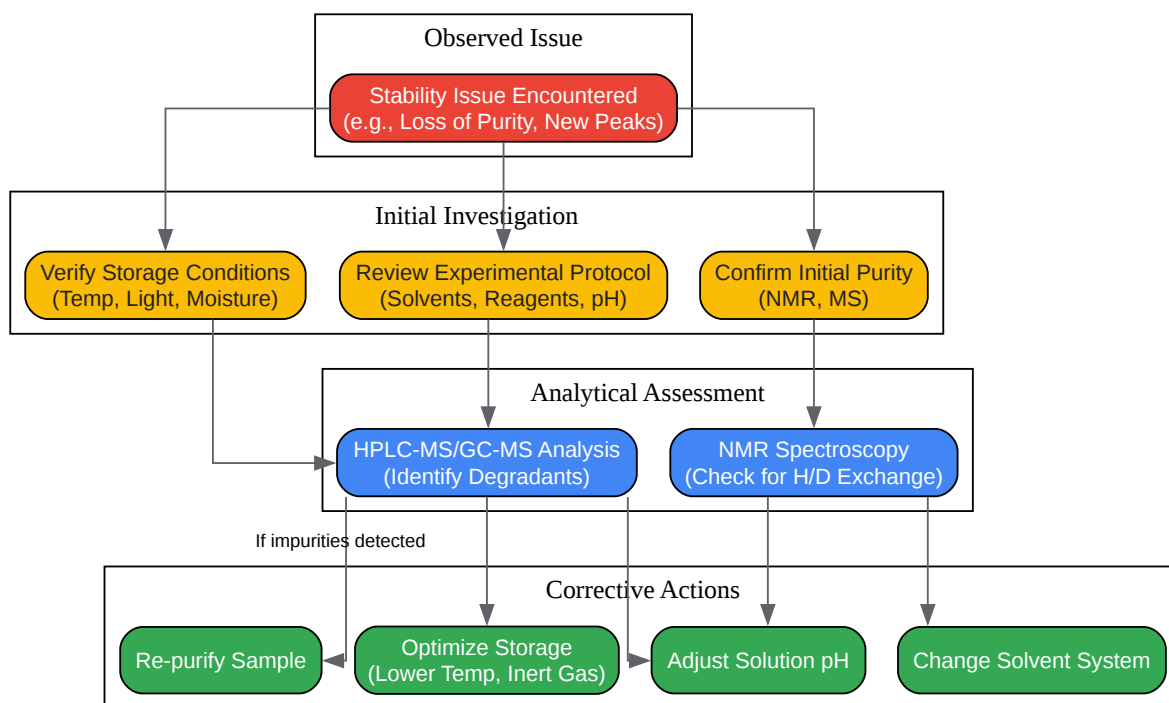 Observed Issue
Stability Issue Encountered
(e.g., Loss of Purity, New Peaks)
Initial Investigation
Verify Storage Conditions
(Temp, Light, Moisture)
Review Experimental Protocol
(Solvents, Reagents, pH)
Confirm Initial Purity
(NMR, MS)
Analytical Assessment
HPLC-MS/GC-MS Analysis
(Identify Degradants)
NMR Spectroscopy
(Check for H/D Exchange)
If impurities detected
Corrective Actions
Re-purify Sample
Optimize Storage
(Lower Temp, Inert Gas)
Adjust Solution pH
Change Solvent System